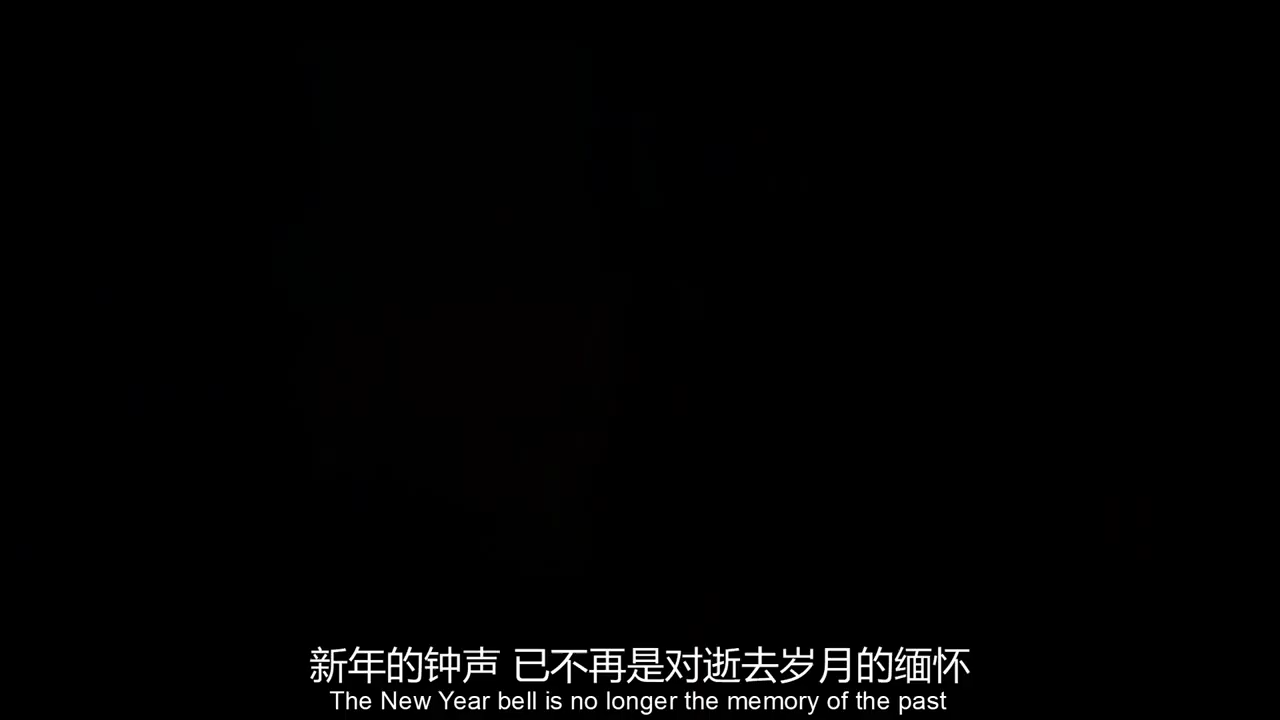 新年的钟声 已不再是对逝去岁月的缅怀
The New Year bell is no longer the memory of the past